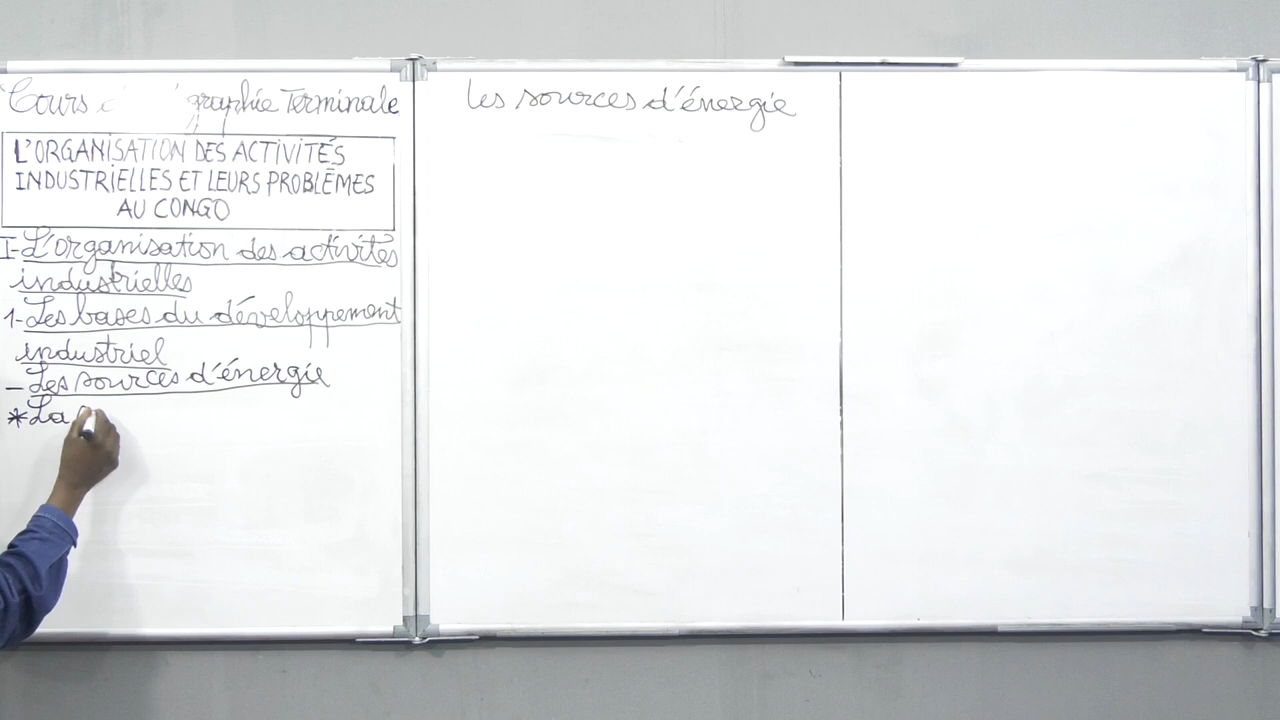 Cours graphie Terminale
L'ORGANISATION DES ACTIVITÉS
INDUSTRIELLES ET LEURS PROBLÈMES
AU CONGO
I-L'organisation des activités
industrielles
1-Les bases du développement
industriel
- Les sources d'énergie
* La
les sources d'énergie